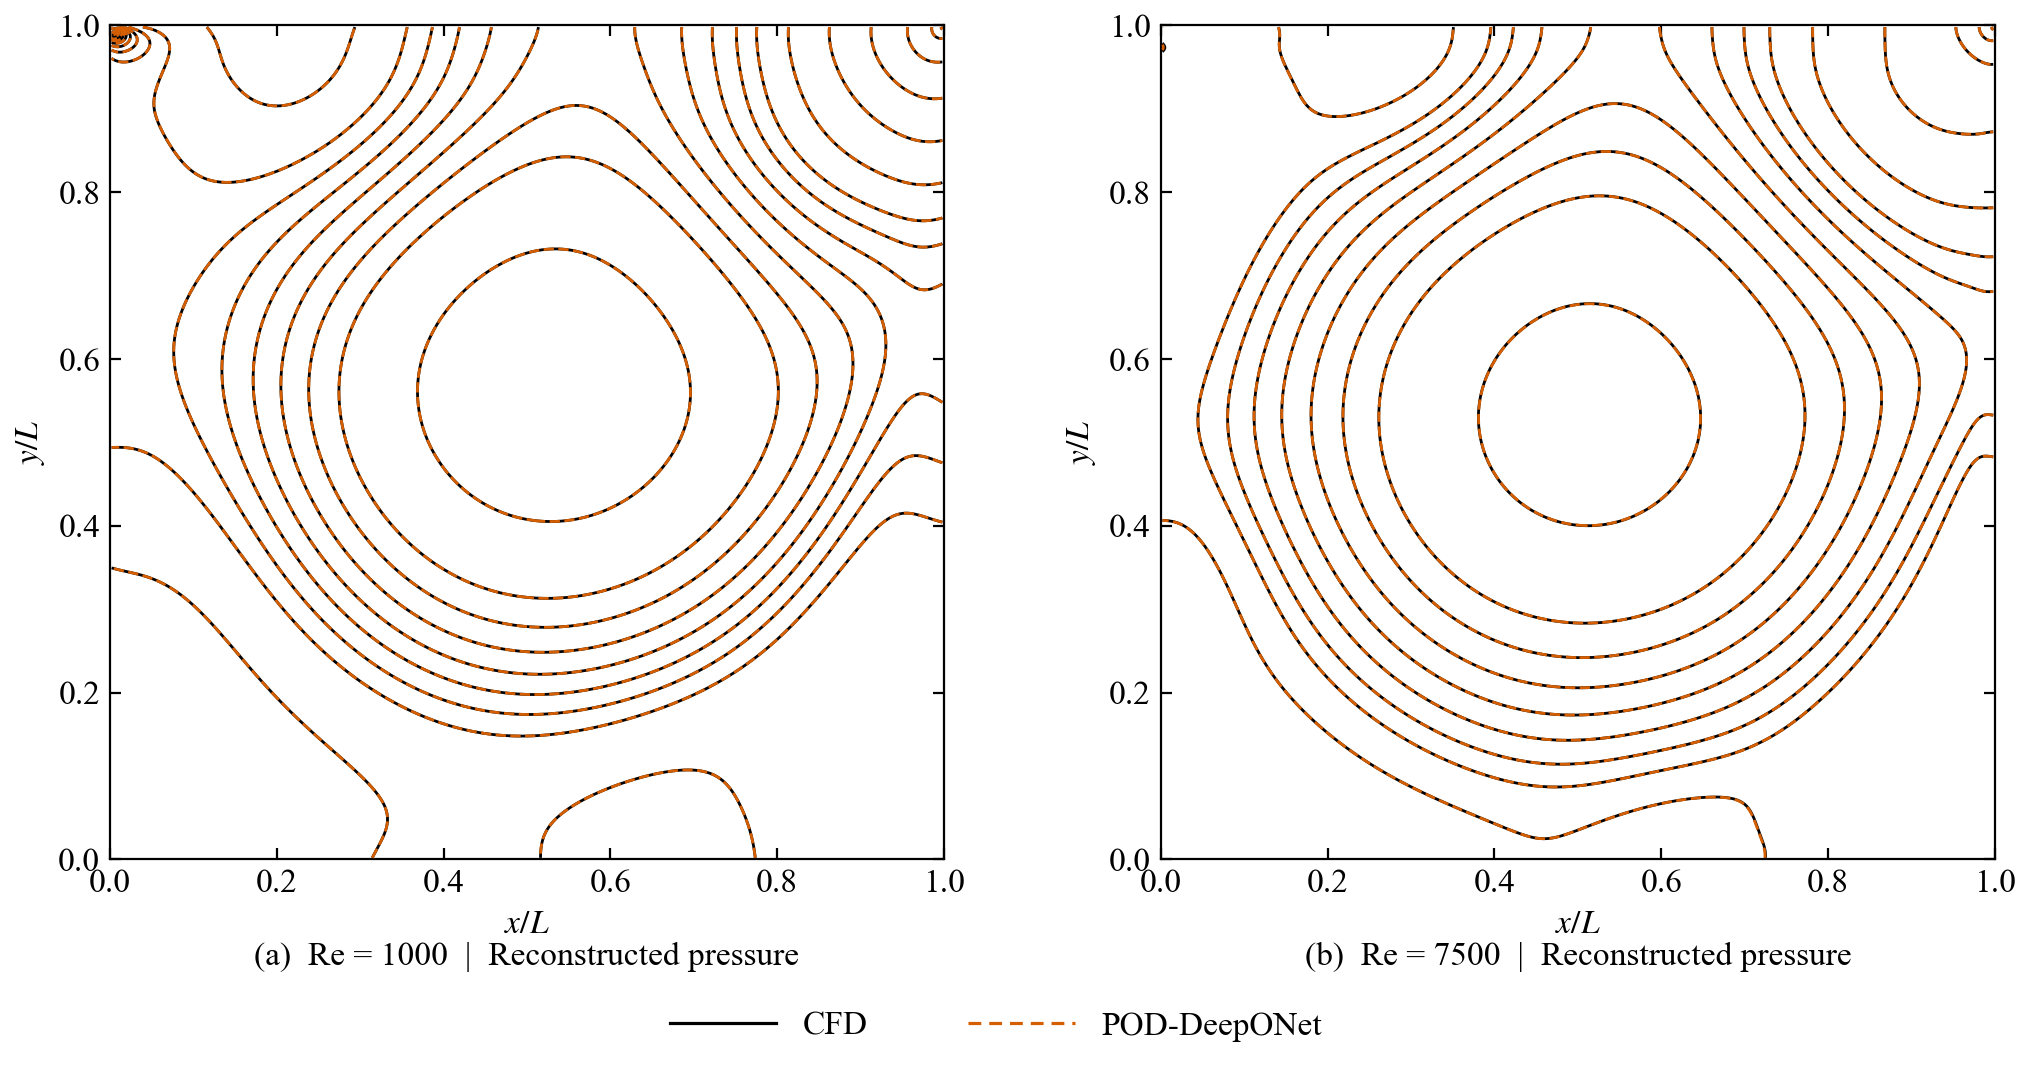 1.0
0.8
0.6
0.4
0.2
0.0
y/L
0.0 0.2 0.4 0.6 0.8 1.0
x/L
(a) Re = 1000 | Reconstructed pressure
1.0
0.8
0.6
0.4
0.2
0.0
y/L
0.0 0.2 0.4 0.6 0.8 1.0
x/L
(b) Re = 7500 | Reconstructed pressure
CFD POD-DeepONet